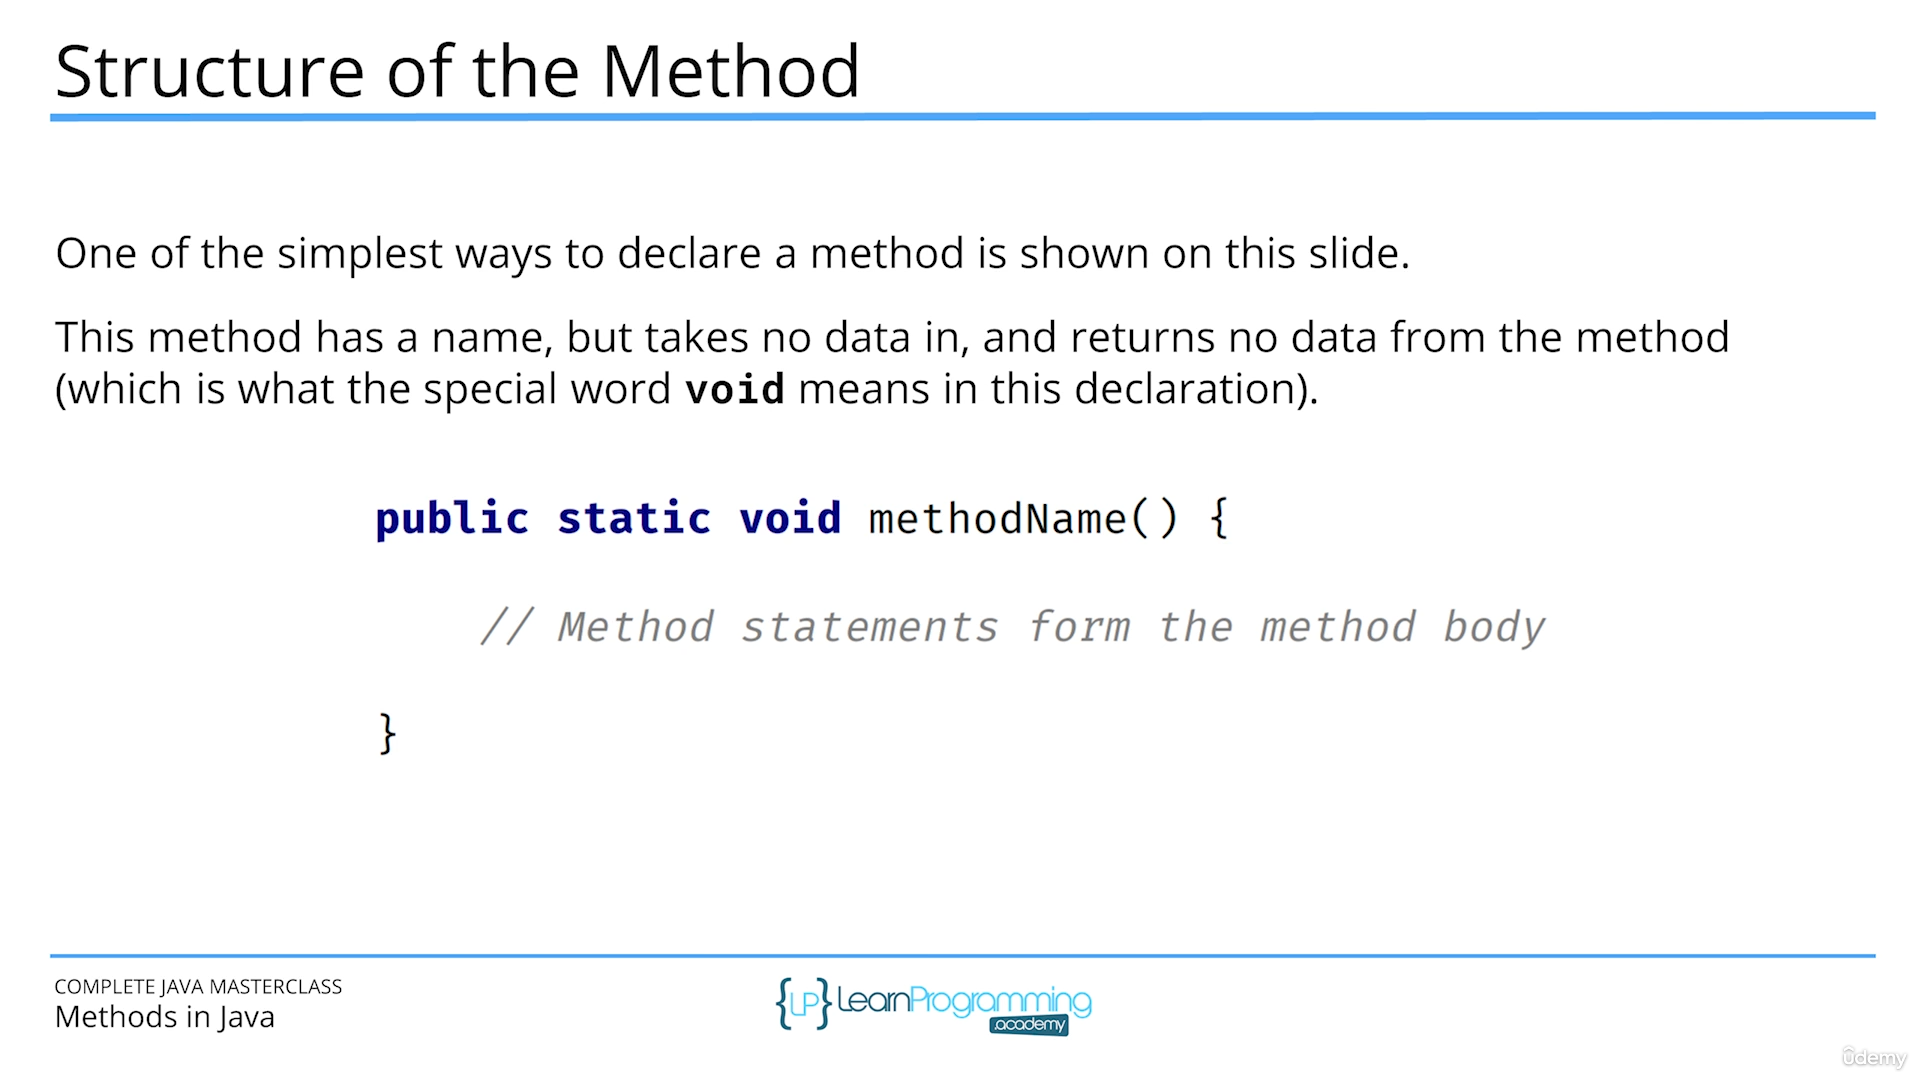 Structure of the Method
One of the simplest ways to declare a method is shown on this slide.
This method has a name, but takes no data in, and returns no data from the method
(which is what the special word void means in this declaration).
public static void methodName() {
// Method statements form the method body
}
COMPLETE JAVA MASTERCLASS
Methods in Java
{LP} LearnProgramming
.academy
ûdemy